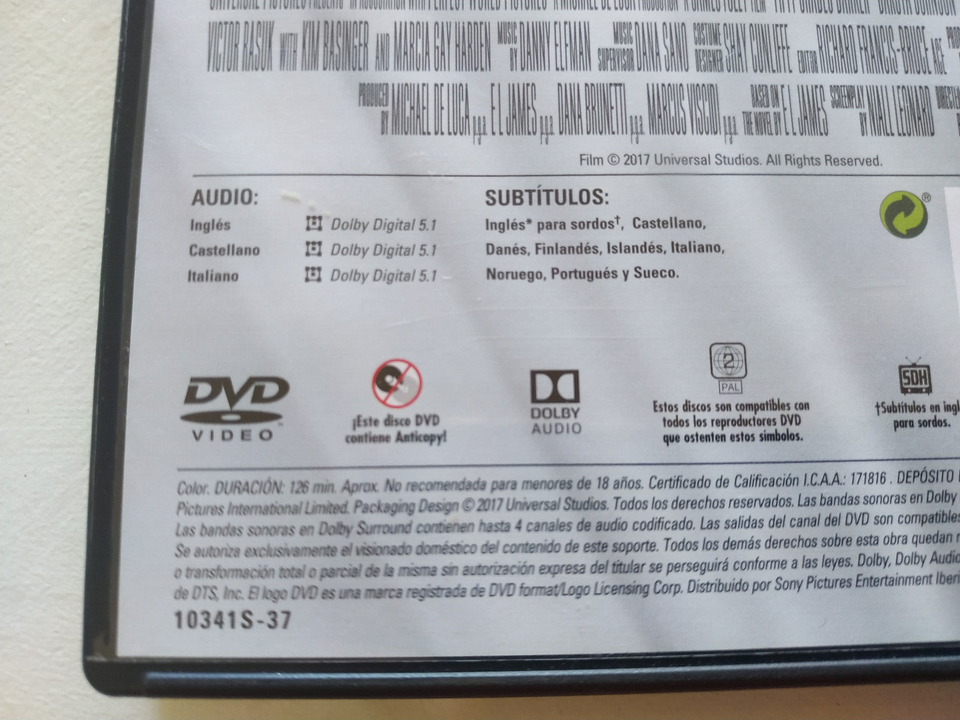 VICTOR RASUK WITH KIM BASINGER AND MARCIA GAY HARDEN MUSIC BY DANNY ELFMAN MUSIC SUPERVISOR DANA SANO COSTUME DESIGNER SHAY CUNLIFFE EDITOR RICHARD FRANCIS-BRUCE, ACE
PRODUCED BY MICHAEL DE LUCA p.g.a. E L JAMES p.g.a. DANA BRUNETTI p.g.a. MARCUS VISCIDI p.g.a. BASED ON THE NOVEL BY E L JAMES SCREENPLAY BY NIALL LEONARD
Film © 2017 Universal Studios. All Rights Reserved.
AUDIO:
Inglés Dolby Digital 5.1
Castellano Dolby Digital 5.1
Italiano Dolby Digital 5.1
SUBTÍTULOS:
Inglés* para sordos†, Castellano,
Danés, Finlandés, Islandés, Italiano,
Noruego, Portugués y Sueco.
®
DVD
VIDEO
¡Este disco DVD
contiene Anticopy!
DOLBY
AUDIO
2
PAL
Estos discos son compatibles con
todos los reproductores DVD
que ostenten estos símbolos.
SDH
†Subtítulos en
para sordos.
Color. DURACIÓN: 126 min. Aprox. No recomendada para menores de 18 años. Certificado de Calificación I.C.A.A.: 171816 . DEPÓSITO
Pictures International Limited. Packaging Design © 2017 Universal Studios. Todos los derechos reservados. Las bandas sonoras en Dolby
Las bandas sonoras en Dolby Surround contienen hasta 4 canales de audio codificado. Las salidas del canal del DVD son compatibles
Se autoriza exclusivamente el visionado doméstico del contenido de este soporte. Todos los demás derechos sobre esta obra quedan
o transformación total o parcial de la misma sin autorización expresa del titular se perseguirá conforme a las leyes. Dolby, Dolby Audio
de DTS, Inc. El logo DVD es una marca registrada de DVD format/Logo Licensing Corp. Distribuido por Sony Pictures Entertainment
10341S-37